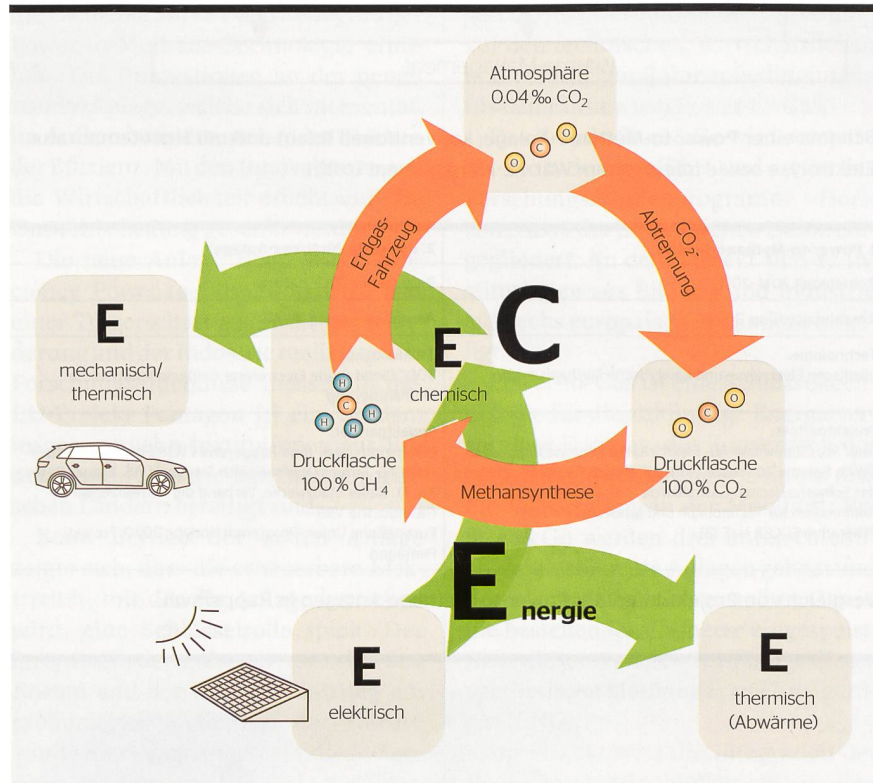 Atmosphäre
0.04 ‰ CO₂
O
C
O
Erdgas-
Fahrzeug
CO₂-
Abtrennung
E
mechanisch/
thermisch
E
chemisch
C
H
C
H
H
H
Druckflasche
100 % CH₄
Methansynthese
O
C
O
Druckflasche
100 % CO₂
E nergie
E
elektrisch
E
thermisch
(Abwärme)